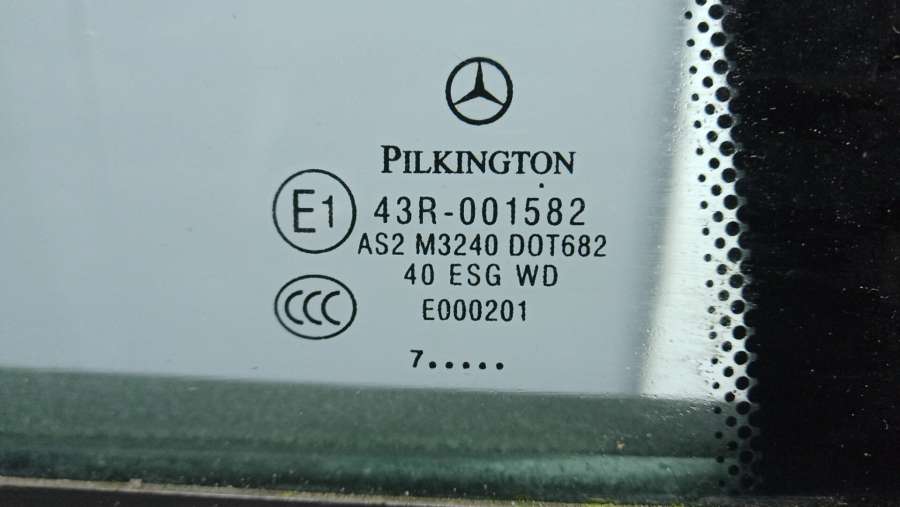 PILKINGTON
E1 43R-001582
AS2 M3240 DOT682
40 ESG WD
CCC E000201
7.....